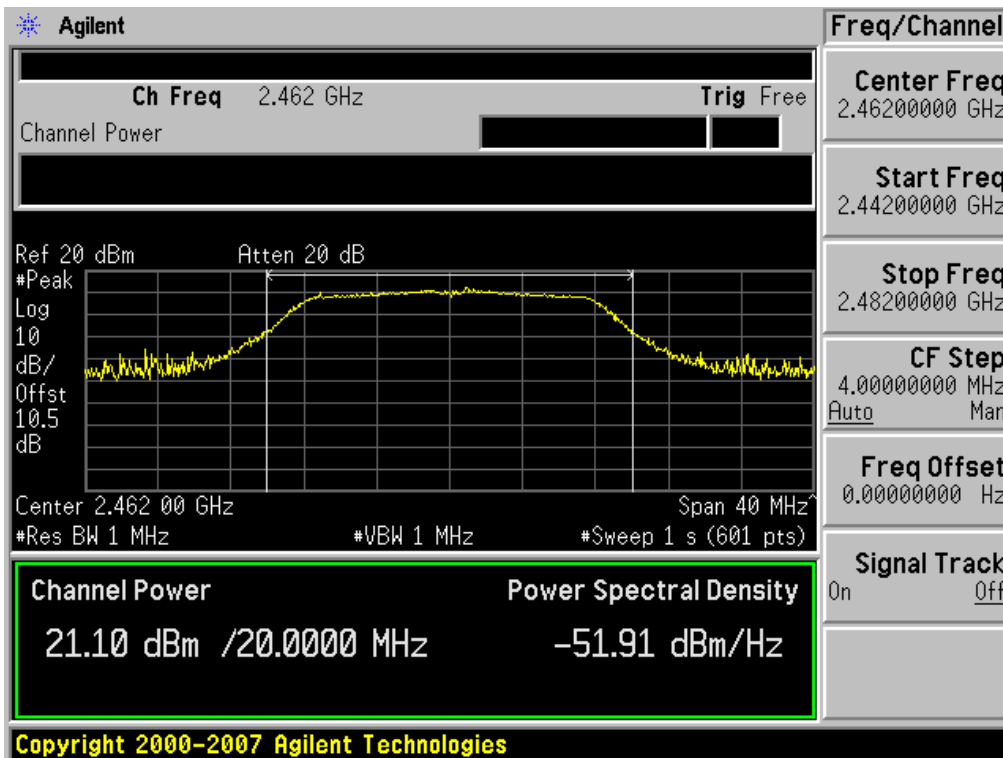 Agilent
Freq/Channel
Ch Freq 2.462 GHz Trig Free
Channel Power
Center Freq
2.46200000 GHz
Start Freq
2.44200000 GHz
Stop Freq
2.48200000 GHz
CF Step
4.00000000 MHz
Auto Man
Freq Offset
0.00000000 Hz
Signal Track
On Off
Ref 20 dBm Atten 20 dB
#Peak
Log
10
dB/
Offst
10.5
dB
Center 2.462 00 GHz Span 40 MHz^
#Res BW 1 MHz #VBW 1 MHz #Sweep 1 s (601 pts)
Channel Power Power Spectral Density
21.10 dBm /20.0000 MHz -51.91 dBm/Hz
Copyright 2000-2007 Agilent Technologies